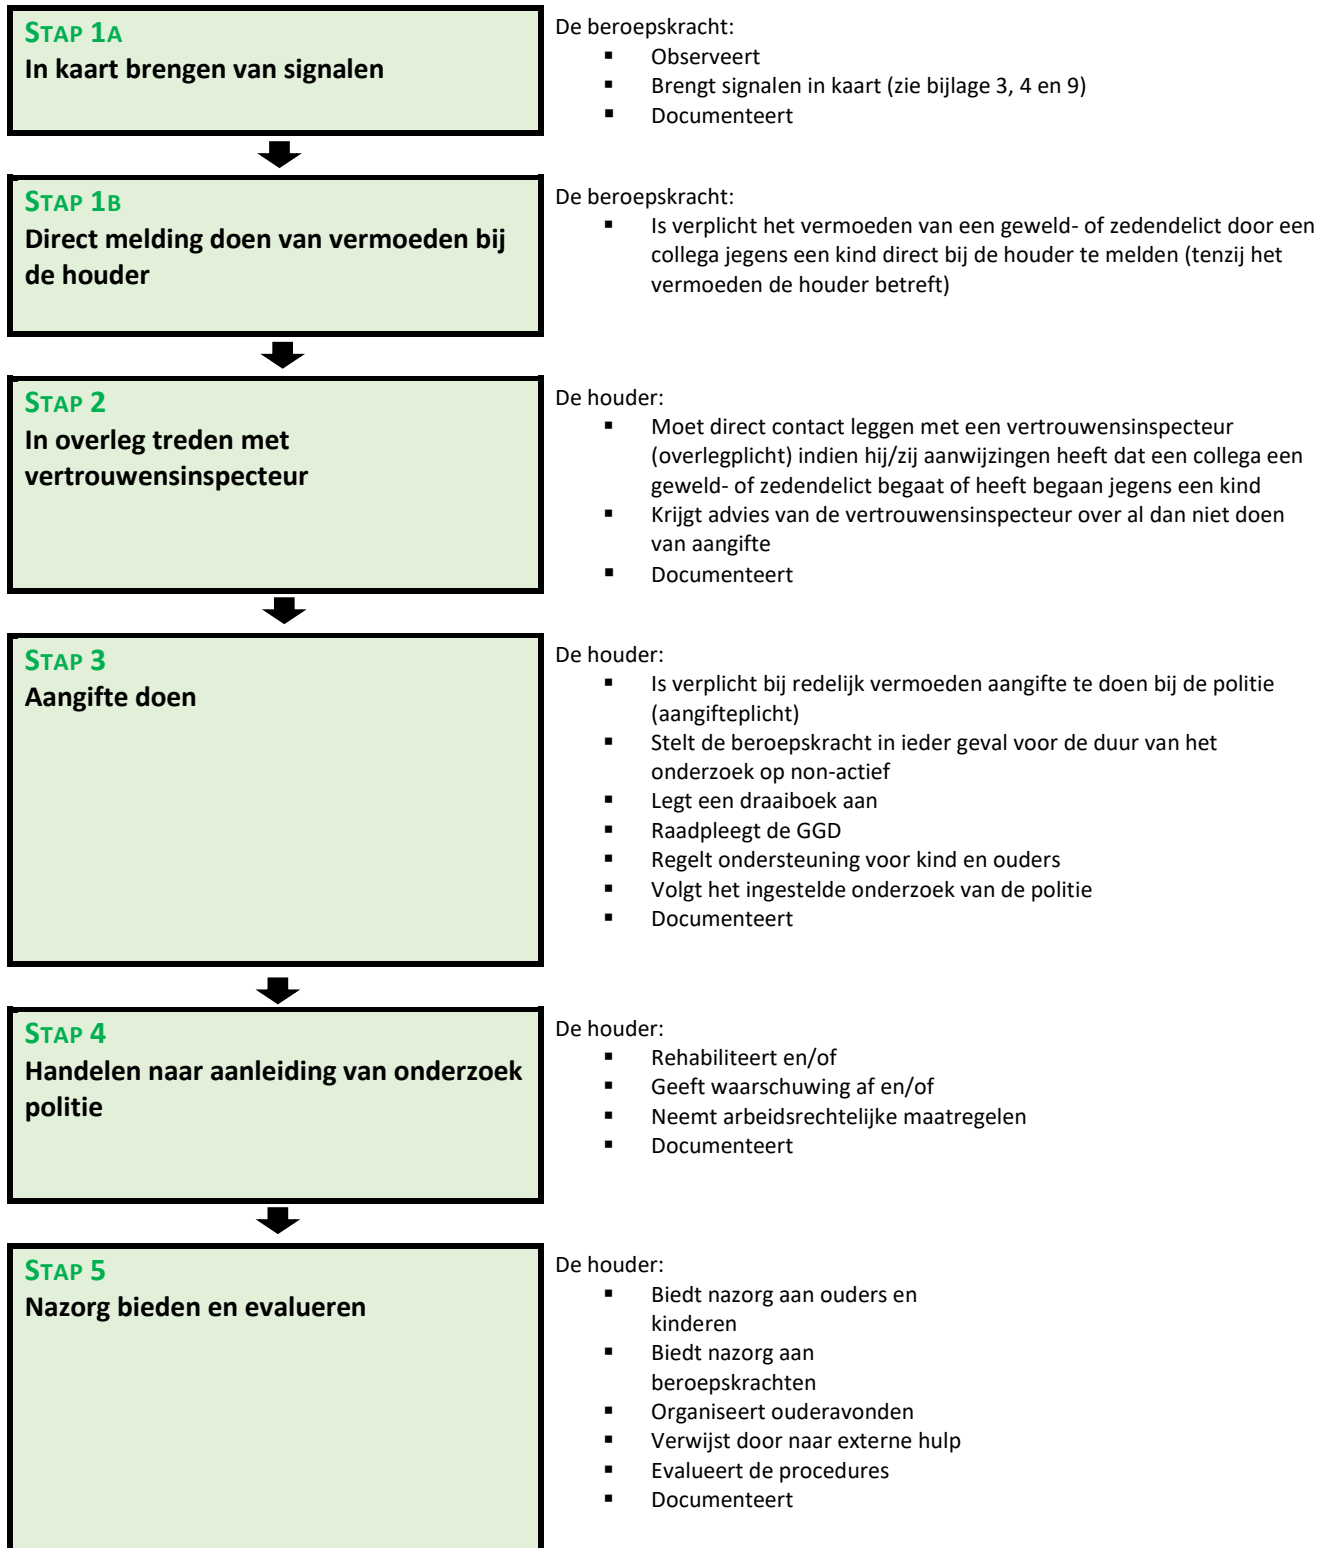 STAP 1A
In kaart brengen van signalen
De beroepskracht:
▪ Observeert
▪ Brengt signalen in kaart (zie bijlage 3, 4 en 9)
▪ Documenteert
STAP 1B
Direct melding doen van vermoeden bij
de houder
De beroepskracht:
▪ Is verplicht het vermoeden van een geweld- of zedendelict door een
collega jegens een kind direct bij de houder te melden (tenzij het
vermoeden de houder betreft)
STAP 2
In overleg treden met
vertrouwensinspecteur
De houder:
▪ Moet direct contact leggen met een vertrouwensinspecteur
(overlegplicht) indien hij/zij aanwijzingen heeft dat een collega een
geweld- of zedendelict begaat of heeft begaan jegens een kind
▪ Krijgt advies van de vertrouwensinspecteur over al dan niet doen
van aangifte
▪ Documenteert
STAP 3
Aangifte doen
De houder:
▪ Is verplicht bij redelijk vermoeden aangifte te doen bij de politie
(aangifteplicht)
▪ Stelt de beroepskracht in ieder geval voor de duur van het
onderzoek op non-actief
▪ Legt een draaiboek aan
▪ Raadpleegt de GGD
▪ Regelt ondersteuning voor kind en ouders
▪ Volgt het ingestelde onderzoek van de politie
▪ Documenteert
STAP 4
Handelen naar aanleiding van onderzoek
politie
De houder:
▪ Rehabiliteert en/of
▪ Geeft waarschuwing af en/of
▪ Neemt arbeidsrechtelijke maatregelen
▪ Documenteert
STAP 5
Nazorg bieden en evalueren
De houder:
▪ Biedt nazorg aan ouders en
kinderen
▪ Biedt nazorg aan
beroepskrachten
▪ Organiseert ouderavonden
▪ Verwijst door naar externe hulp
▪ Evalueert de procedures
▪ Documenteert